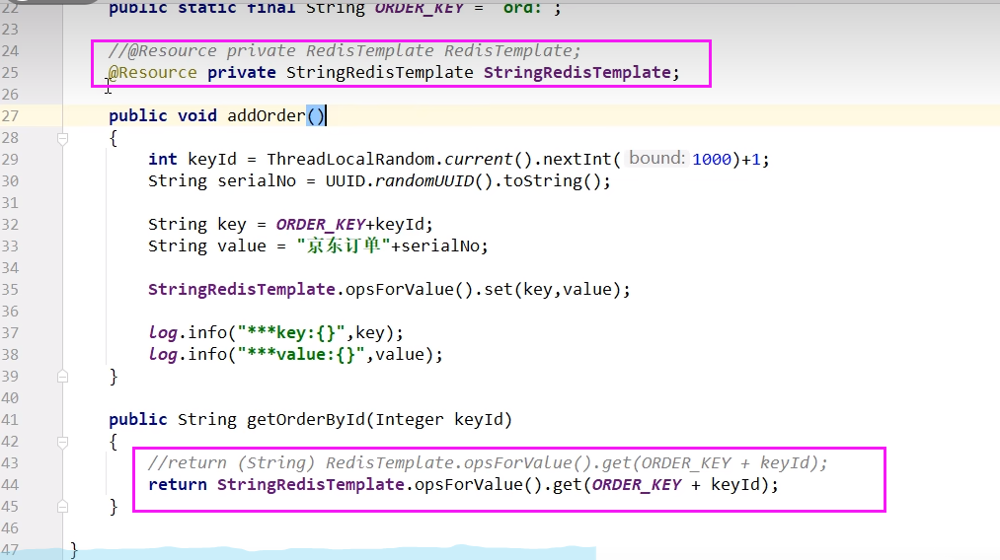 22 public static final String ORDER_KEY = "ord:";
23
24 //@Resource private RedisTemplate RedisTemplate;
25 @Resource private StringRedisTemplate StringRedisTemplate;
26
27 public void addOrder()
28 {
29 int keyId = ThreadLocalRandom.current().nextInt( bound: 1000)+1;
30 String serialNo = UUID.randomUUID().toString();
31
32 String key = ORDER_KEY+keyId;
33 String value = "京东订单"+serialNo;
34
35 StringRedisTemplate.opsForValue().set(key,value);
36
37 log.info("***key:{}",key);
38 log.info("***value:{}",value);
39 }
40
41 public String getOrderById(Integer keyId)
42 {
43 //return (String) RedisTemplate.opsForValue().get(ORDER_KEY + keyId);
44 return StringRedisTemplate.opsForValue().get(ORDER_KEY + keyId);
45 }
46
47 }